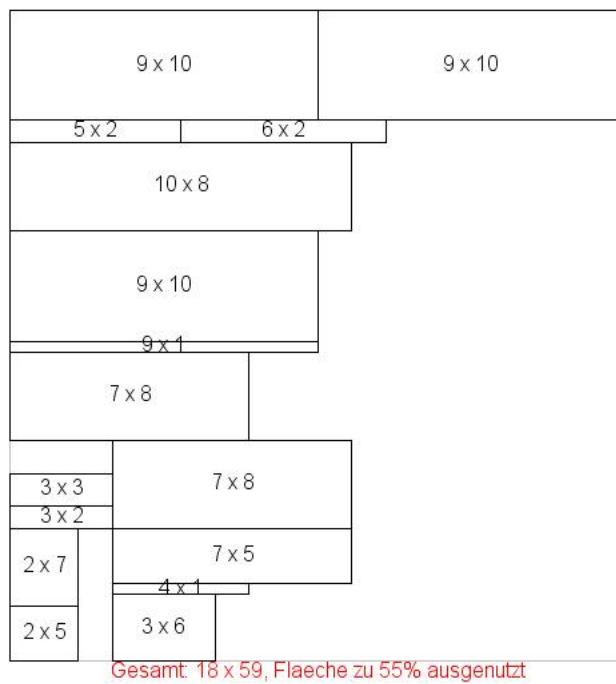 9 x 10 9 x 10
5 x 2 6 x 2
10 x 8
9 x 10
9 x 1
7 x 8
7 x 8
3 x 3
3 x 2
7 x 5
2 x 7
4 x 1
3 x 6
2 x 5
Gesamt: 18 x 59, Flaeche zu 55% ausgenutzt